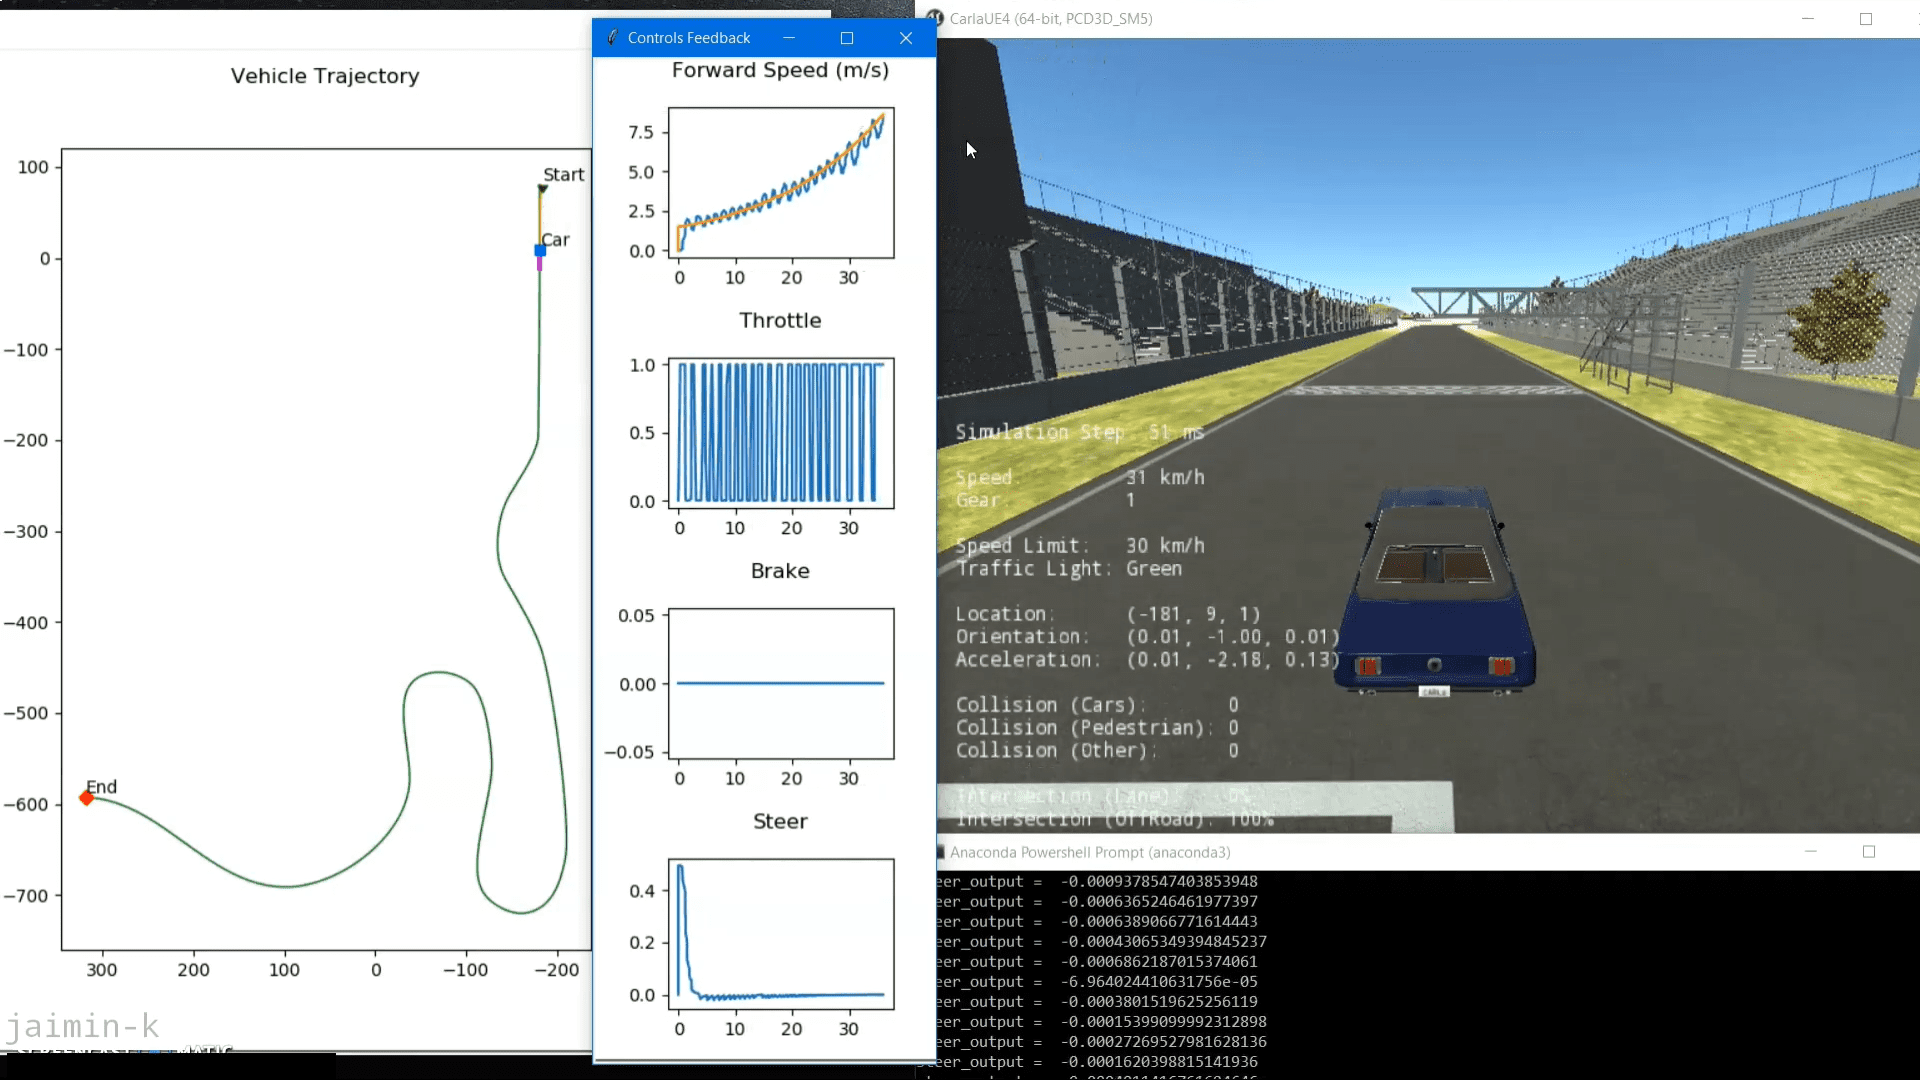 Vehicle Trajectory
100
0
−100
−200
−300
−400
−500
−600
−700
Start
Car
End
300 200 100 0 −100 −200
jaimin-k
Controls Feedback
Forward Speed (m/s)
7.5
5.0
2.5
0.0
0 10 20 30
Throttle
1.0
0.5
0.0
0 10 20 30
Brake
0.05
0.00
−0.05
0 10 20 30
Steer
0.4
0.2
0.0
0 10 20 30
CarlaUE4 (64-bit, PCD3D_SM5)
Simulation Step: 51 ms
Speed: 31 km/h
Gear: 1
Speed Limit: 30 km/h
Traffic Light: Green
Location: (-181, 9, 1)
Orientation: (0.01, -1.00, 0.01)
Acceleration: (0.01, -2.18, 0.13)
Collision (Cars): 0
Collision (Pedestrian): 0
Collision (Other): 0
Intersection (Lane): 0%
Intersection (OffRoad): 100%
CARLA
Anaconda Powershell Prompt (anaconda3)
eer_output = -0.0009378547403853948
eer_output = -0.0006365246461977397
eer_output = -0.0006389066771614443
eer_output = -0.00043065349394845237
eer_output = -0.0006862187015374061
eer_output = -6.964024410631756e-05
eer_output = -0.0003801519625256119
eer_output = -0.00015399099992312898
eer_output = -0.00027269527981628136
steer_output = -0.0001620398815141936